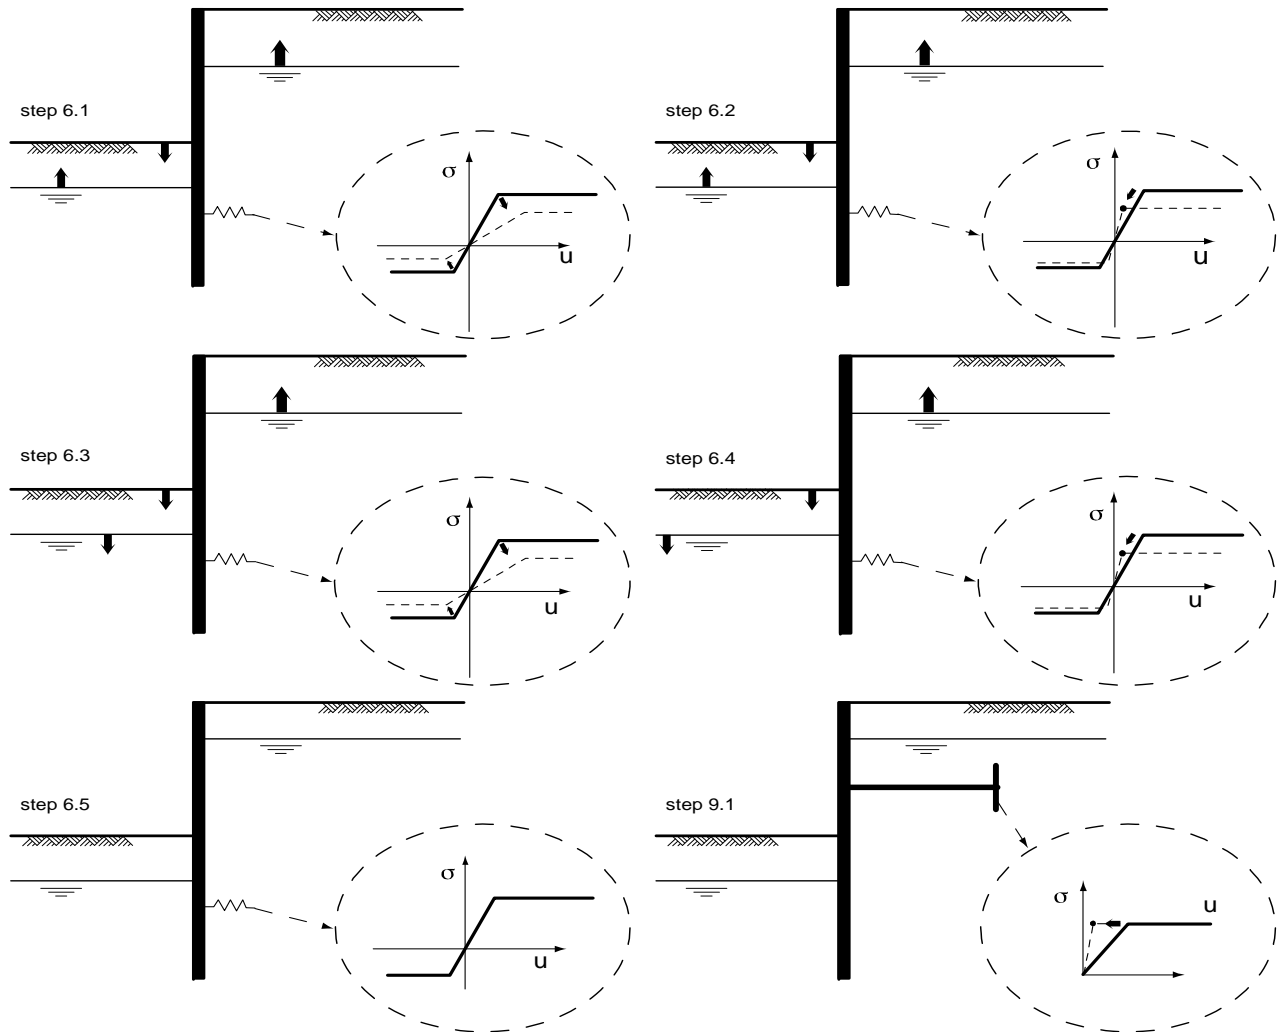 step 6.1
σ
u
step 6.2
σ
u
step 6.3
σ
u
step 6.4
σ
u
step 6.5
σ
u
step 9.1
σ
u